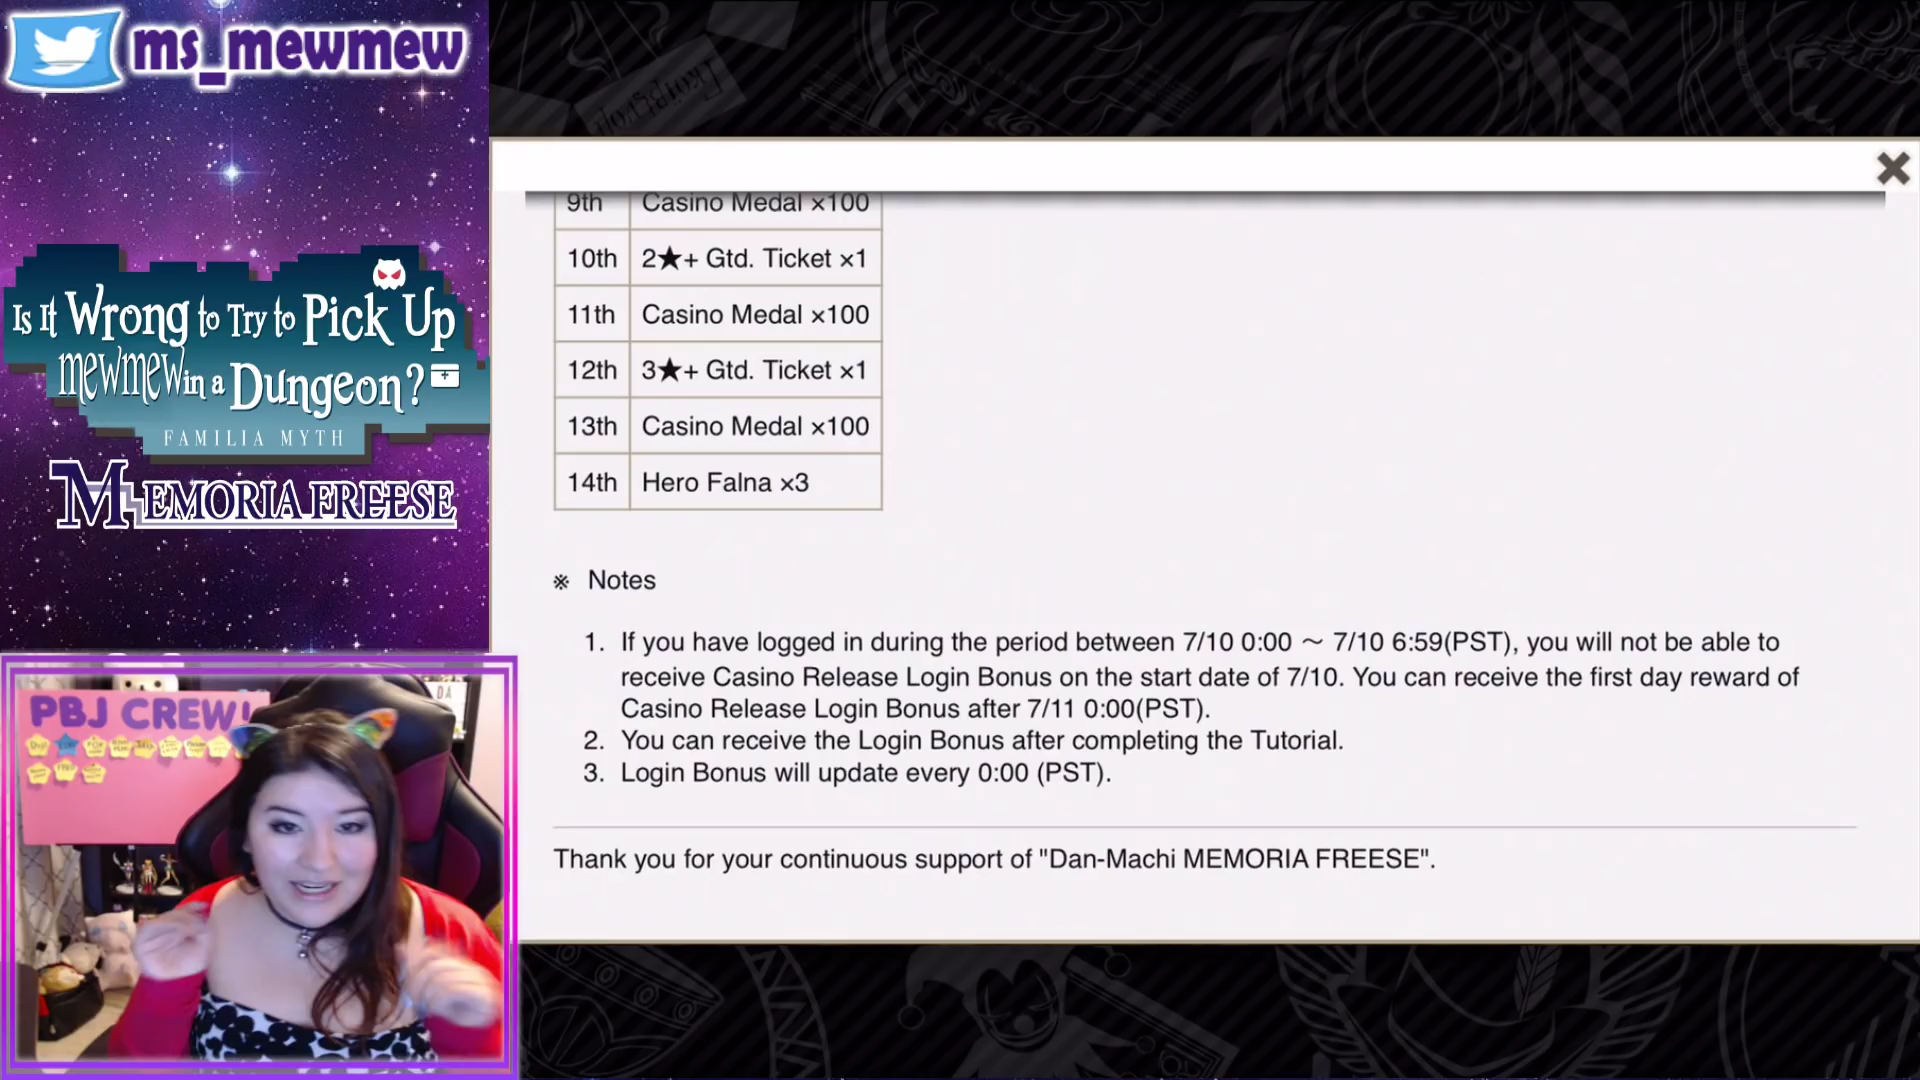 ms_mewmew
Is It Wrong to Try to Pick Up
mewmew in a Dungeon?
FAMILIA MYTH
MEMORIA FREESE
PBJ CREW!
DA
9th Casino Medal ×100
10th 2★+ Gtd. Ticket ×1
11th Casino Medal ×100
12th 3★+ Gtd. Ticket ×1
13th Casino Medal ×100
14th Hero Falna ×3
※ Notes
1. If you have logged in during the period between 7/10 0:00 ～ 7/10 6:59(PST), you will not be able to
receive Casino Release Login Bonus on the start date of 7/10. You can receive the first day reward of
Casino Release Login Bonus after 7/11 0:00(PST).
2. You can receive the Login Bonus after completing the Tutorial.
3. Login Bonus will update every 0:00 (PST).
Thank you for your continuous support of "Dan-Machi MEMORIA FREESE".